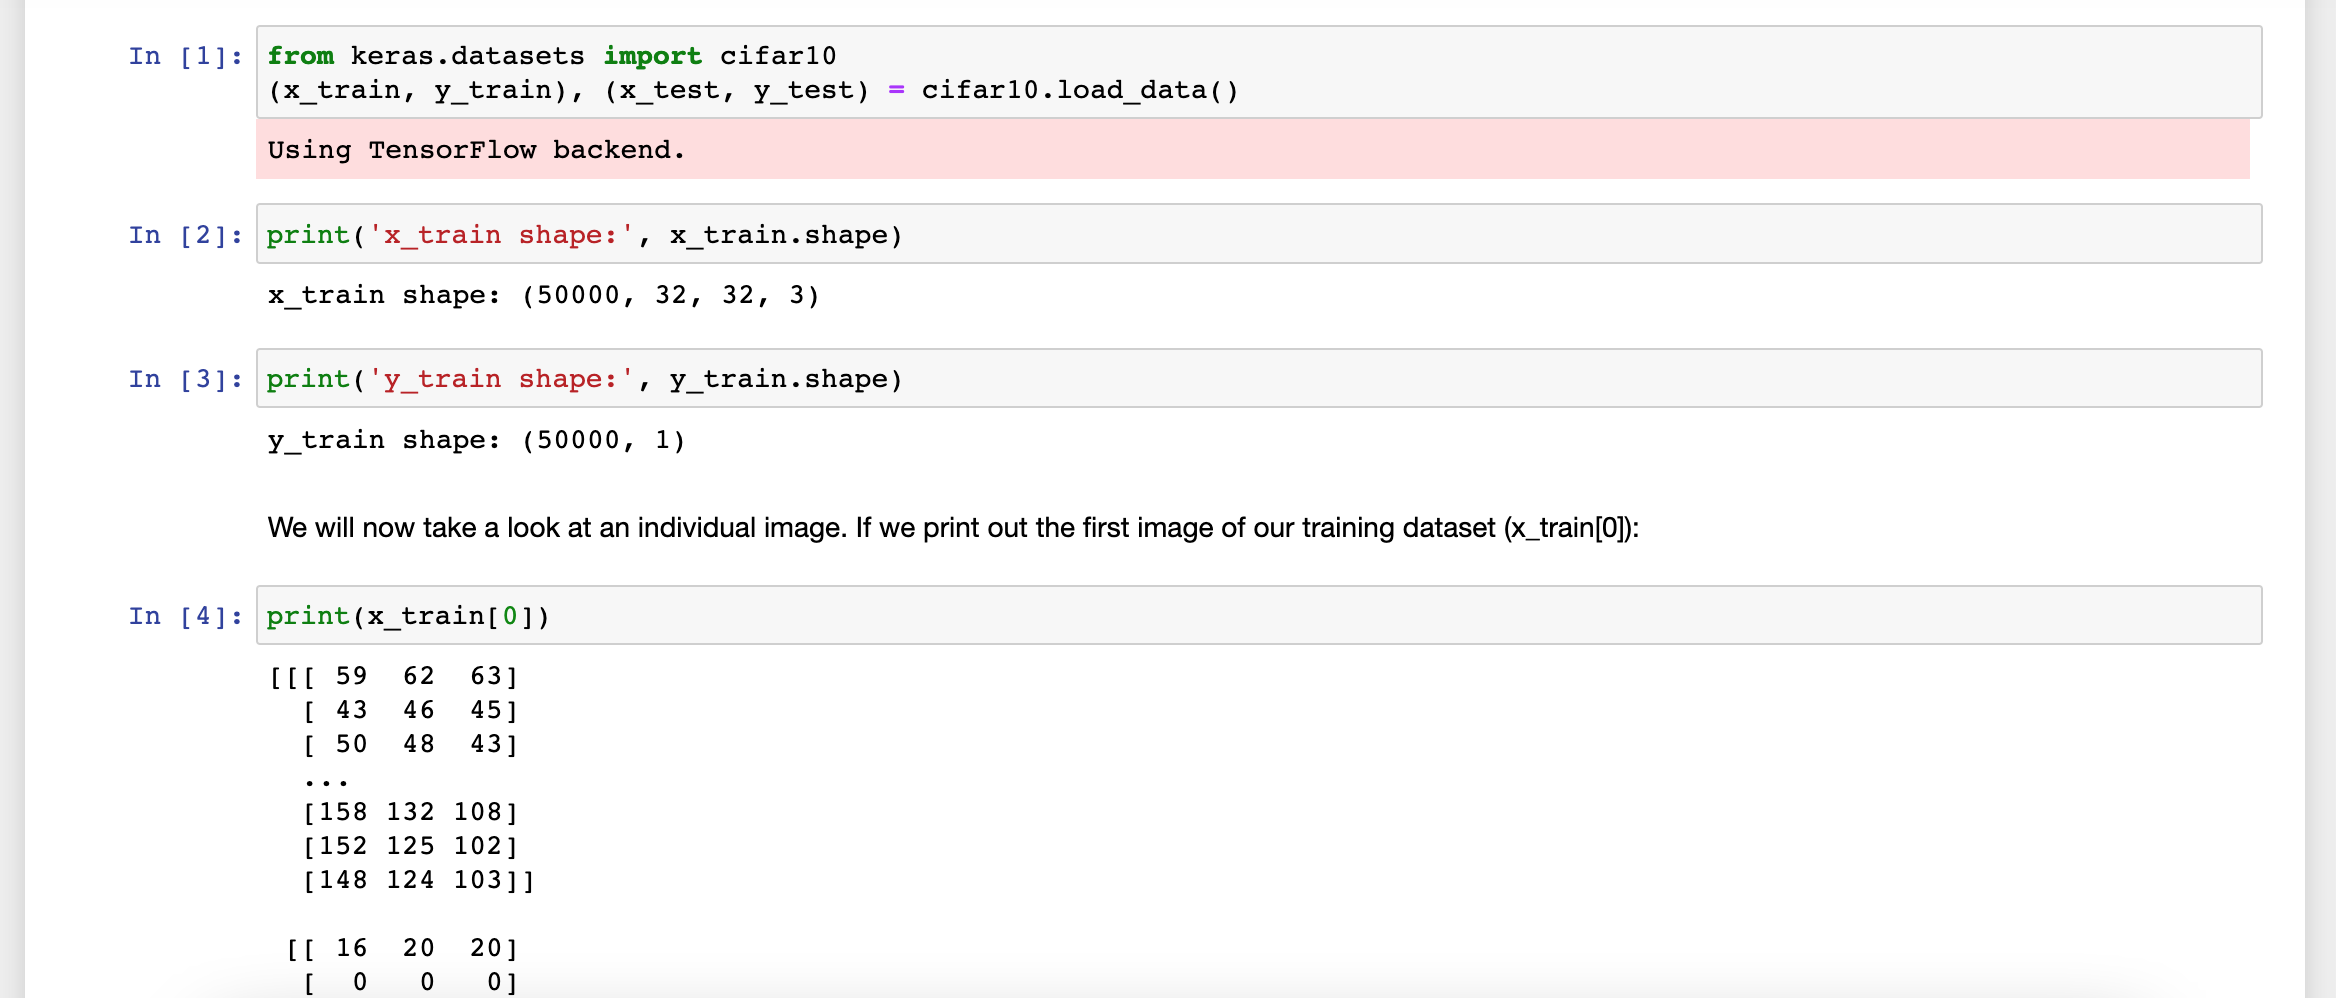 In [1]: from keras.datasets import cifar10
(x_train, y_train), (x_test, y_test) = cifar10.load_data()
Using TensorFlow backend.
In [2]: print('x_train shape:', x_train.shape)
x_train shape: (50000, 32, 32, 3)
In [3]: print('y_train shape:', y_train.shape)
y_train shape: (50000, 1)
We will now take a look at an individual image. If we print out the first image of our training dataset (x_train[0]):
In [4]: print(x_train[0])
[[[ 59  62  63]
  [ 43  46  45]
  [ 50  48  43]
  ...
  [158 132 108]
  [152 125 102]
  [148 124 103]]
 [[ 16  20  20]
  [  0   0   0]